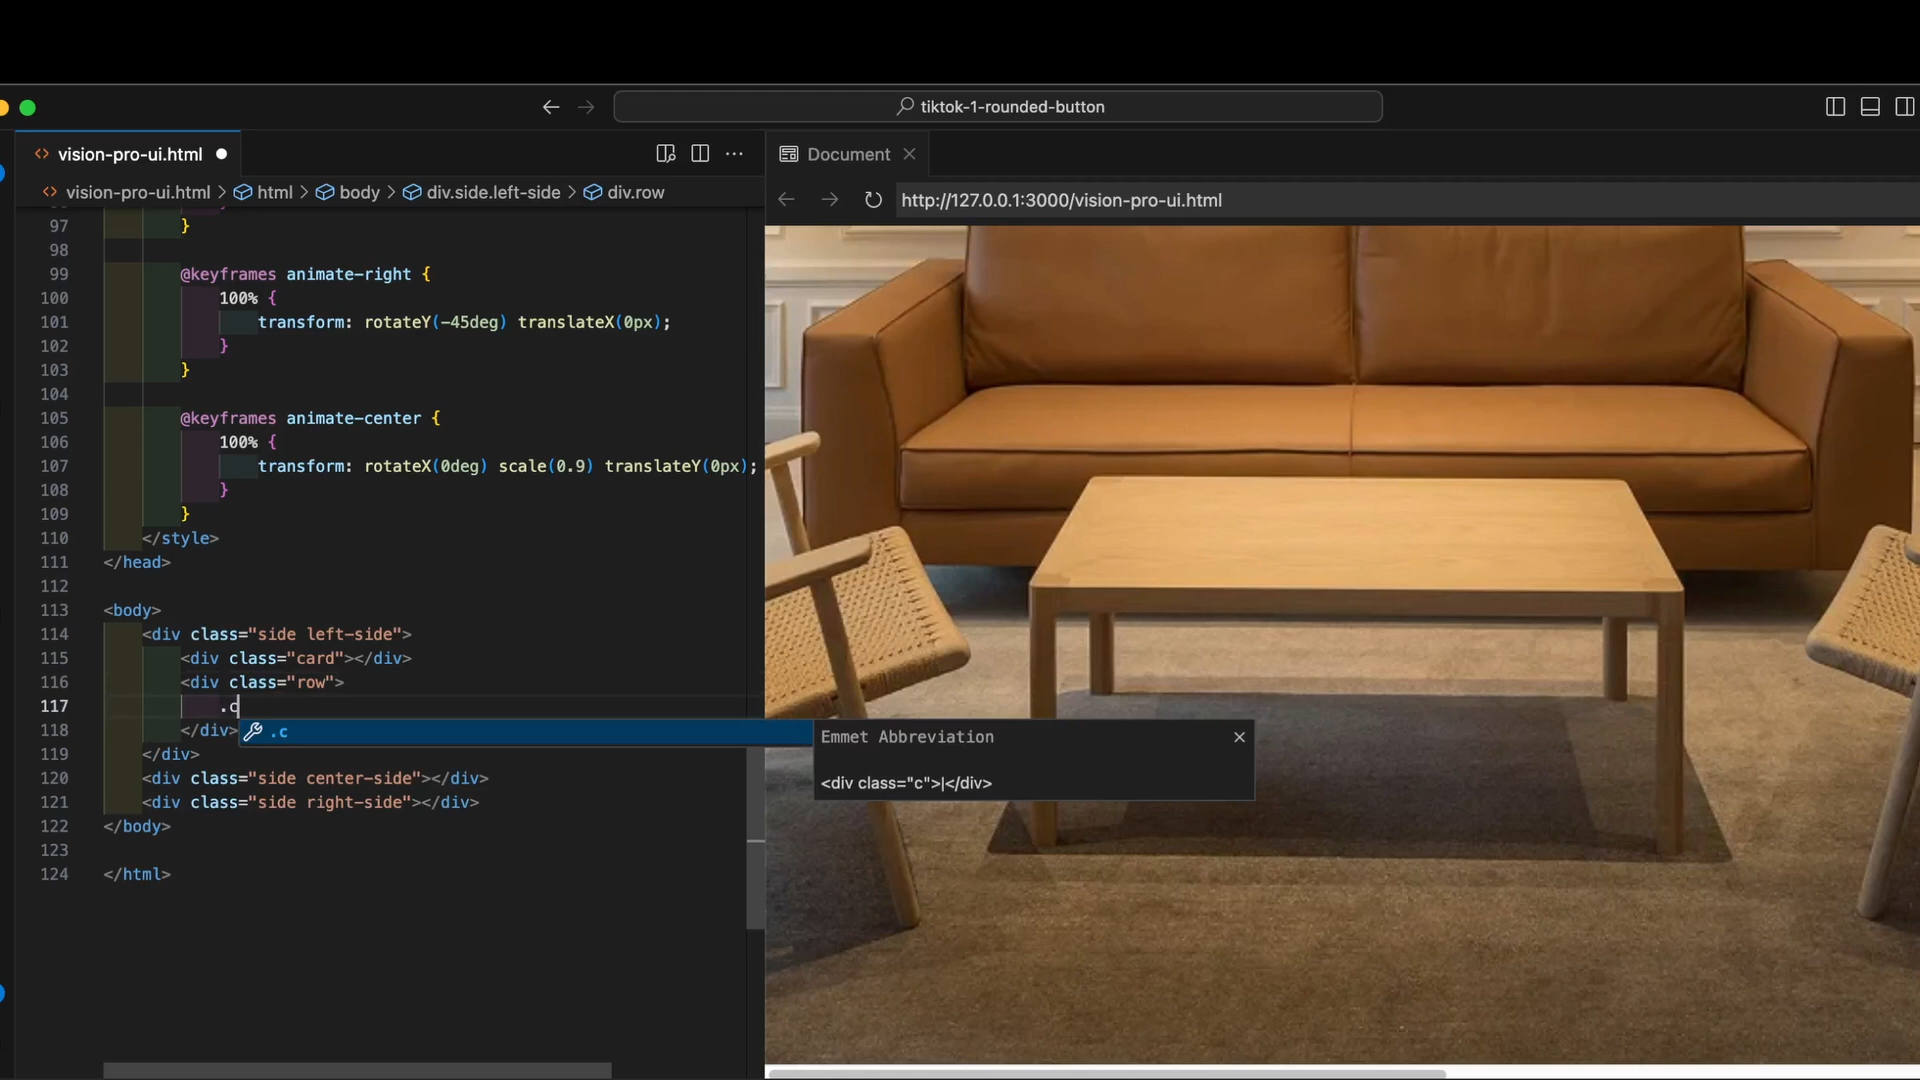 tiktok-1-rounded-button
vision-pro-ui.html
Document
vision-pro-ui.html > html > body > div.side.left-side > div.row
http://127.0.0.1:3000/vision-pro-ui.html
97 }
98
99 @keyframes animate-right {
100 100% {
101 transform: rotateY(-45deg) translateX(0px);
102 }
103 }
104
105 @keyframes animate-center {
106 100% {
107 transform: rotateX(0deg) scale(0.9) translateY(0px);
108 }
109 }
110 </style>
111 </head>
112
113 <body>
114 <div class="side left-side">
115 <div class="card"></div>
116 <div class="row">
117 .c
118 </div>
.c
Emmet Abbreviation
<div class="c">|</div>
119 </div>
120 <div class="side center-side"></div>
121 <div class="side right-side"></div>
122 </body>
123
124 </html>